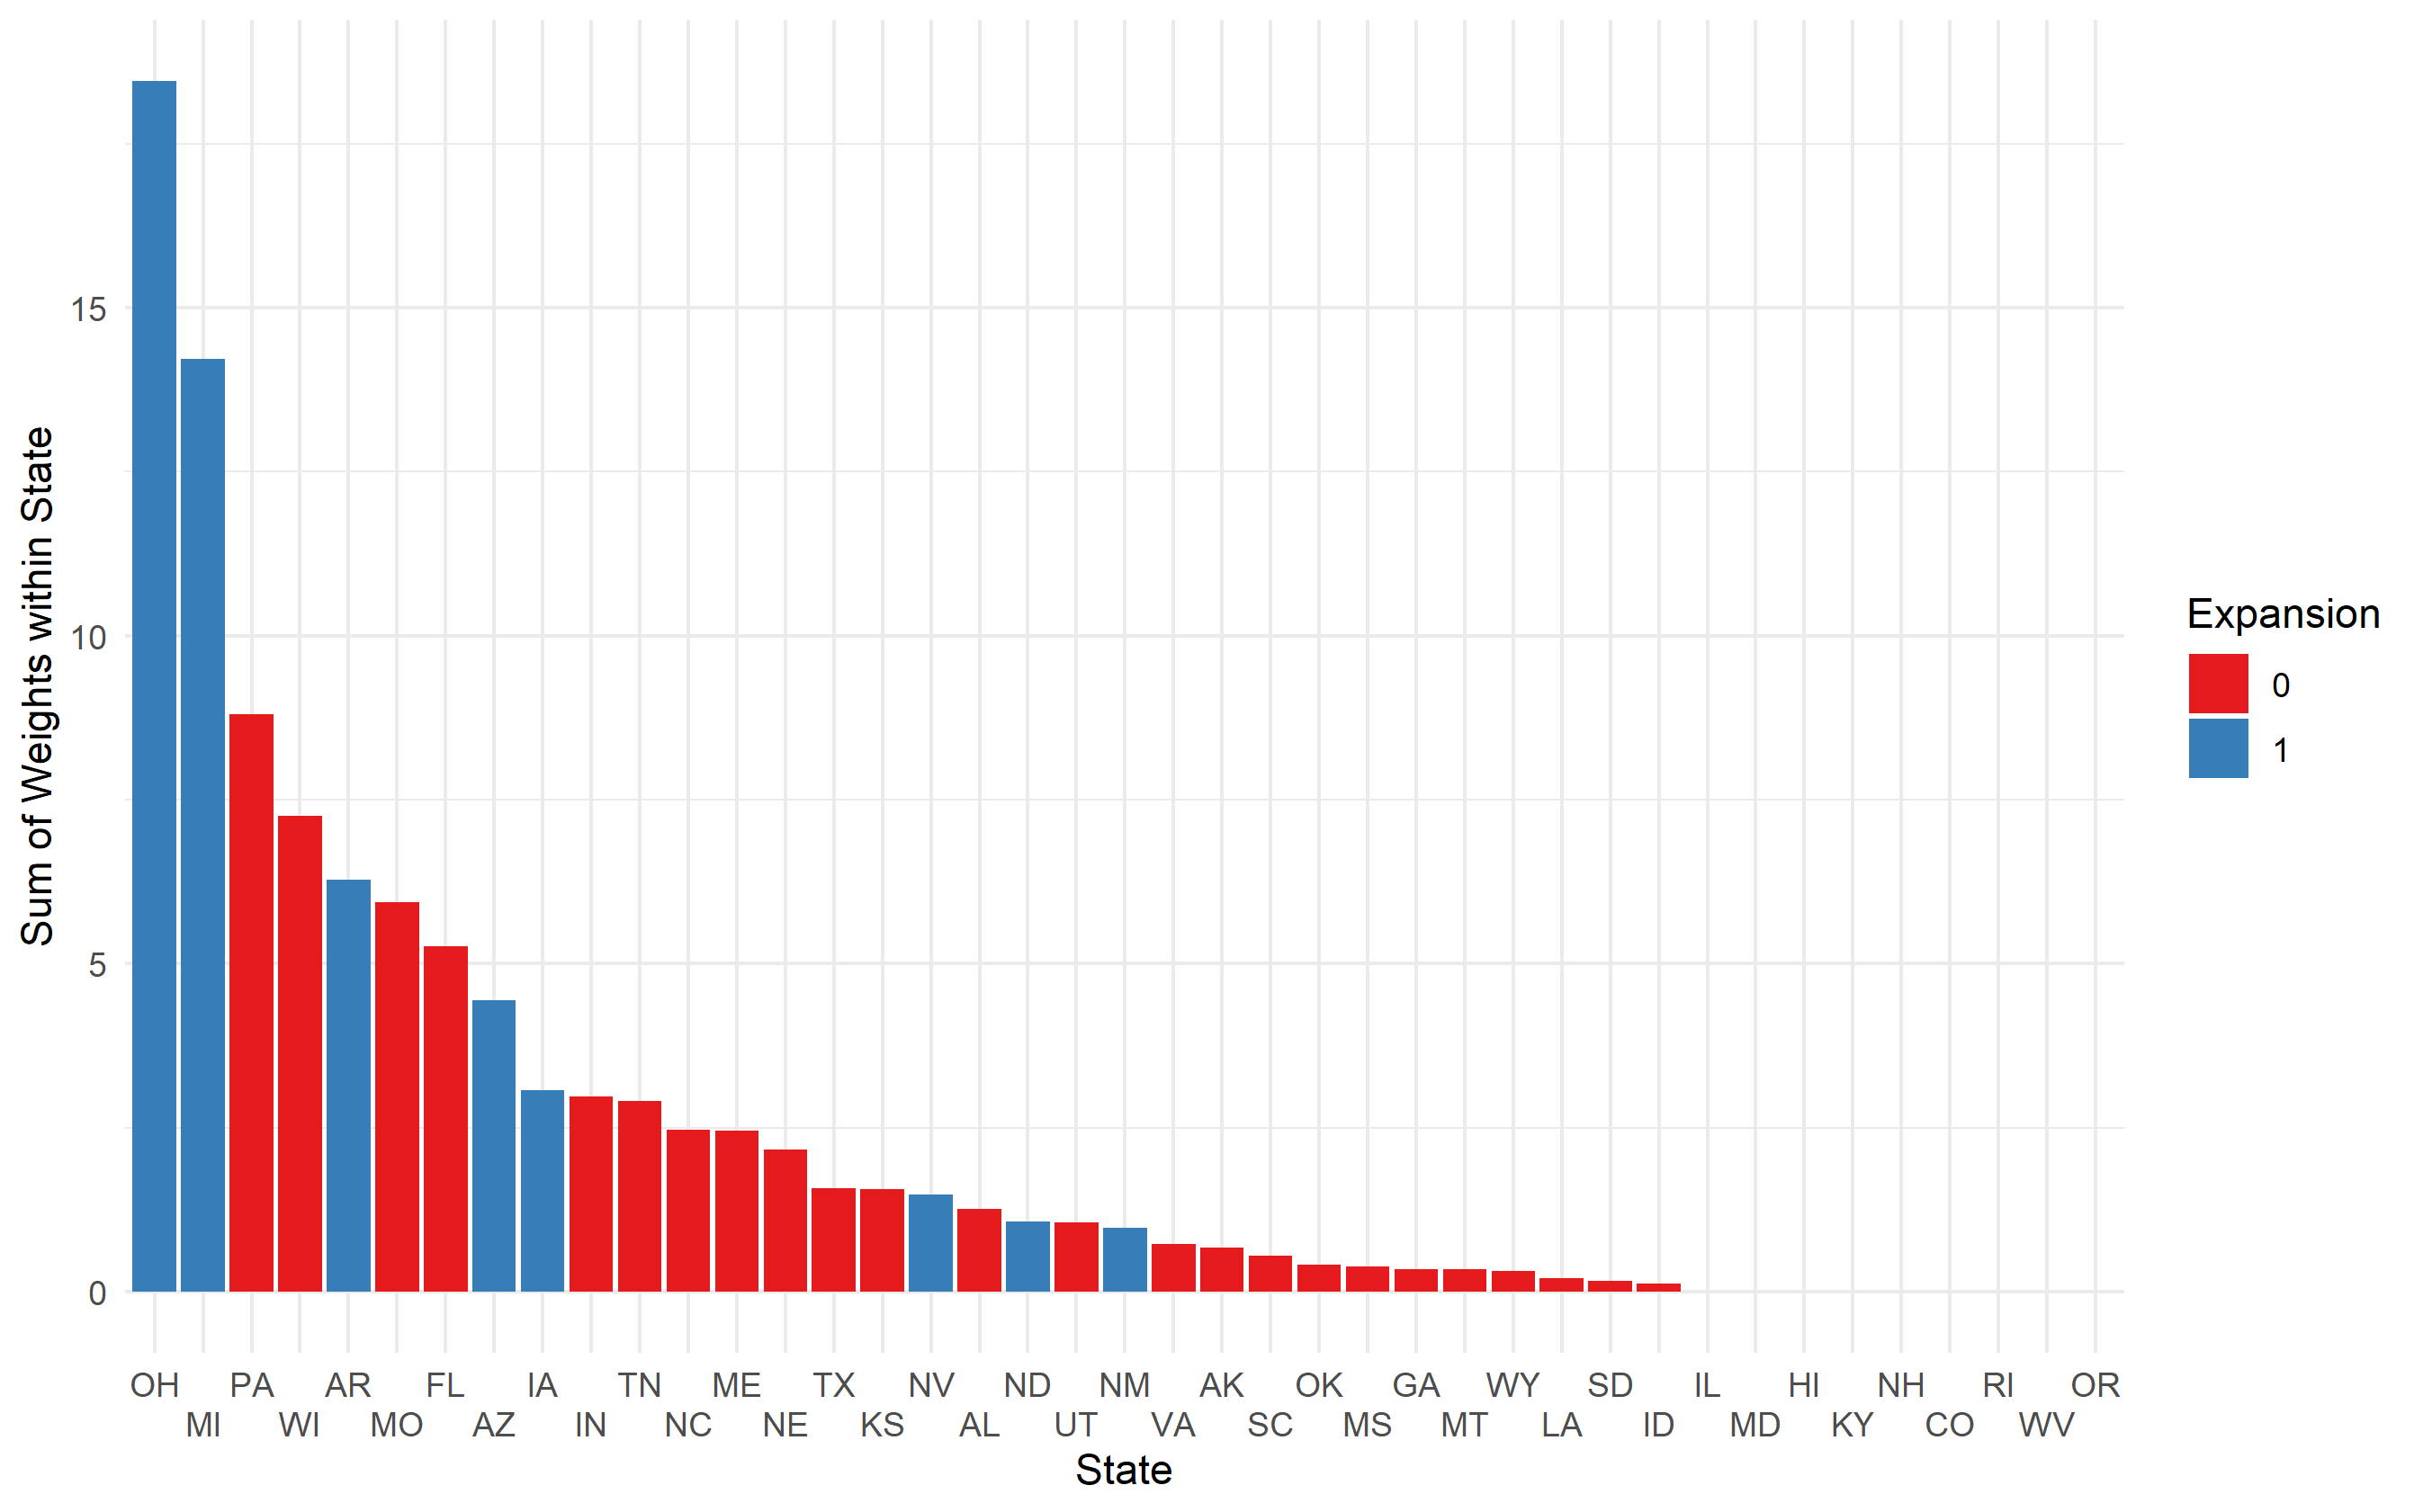 Sum of Weights within State
15
10
5
0
OH PA AR FL IA TN ME TX NV ND NM AK OK GA WY SD IL HI NH RI OR
MI WI MO AZ IN NC NE KS AL UT VA SC MS MT LA ID MD KY CO WV
State
Expansion
0
1